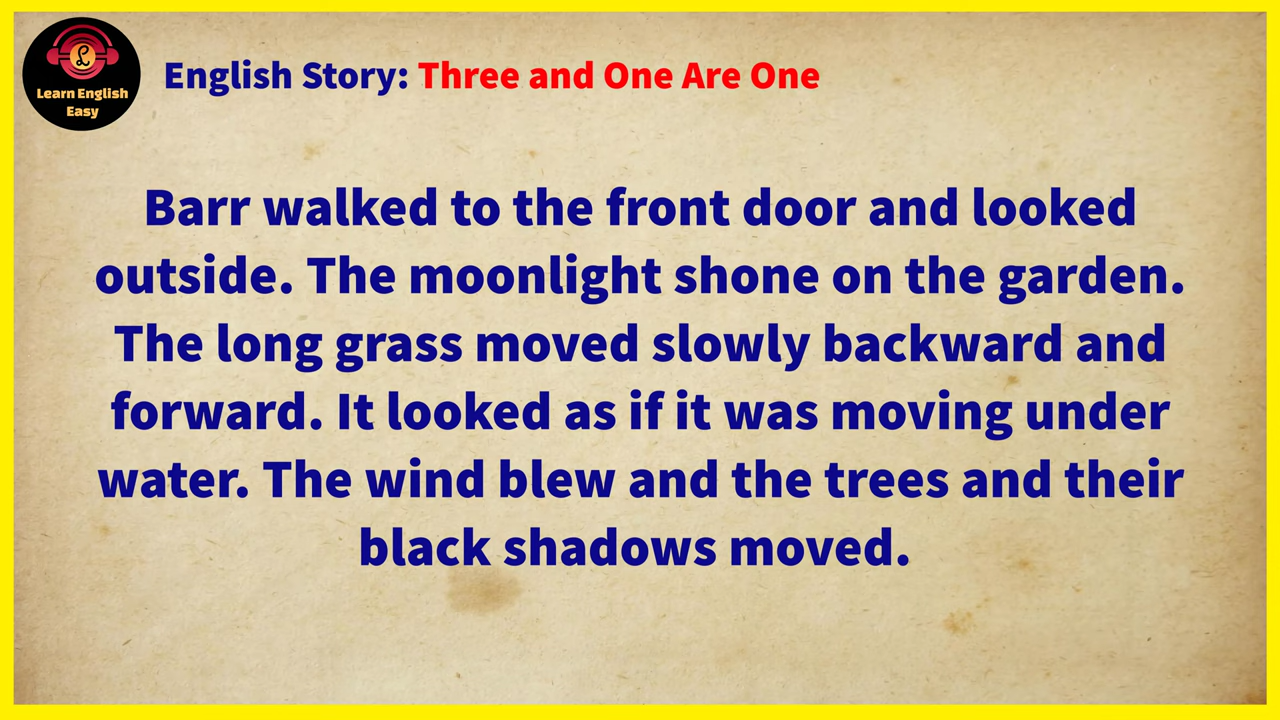 Learn English
Easy
English Story: Three and One Are One
Barr walked to the front door and looked
outside. The moonlight shone on the garden.
The long grass moved slowly backward and
forward. It looked as if it was moving under
water. The wind blew and the trees and their
black shadows moved.